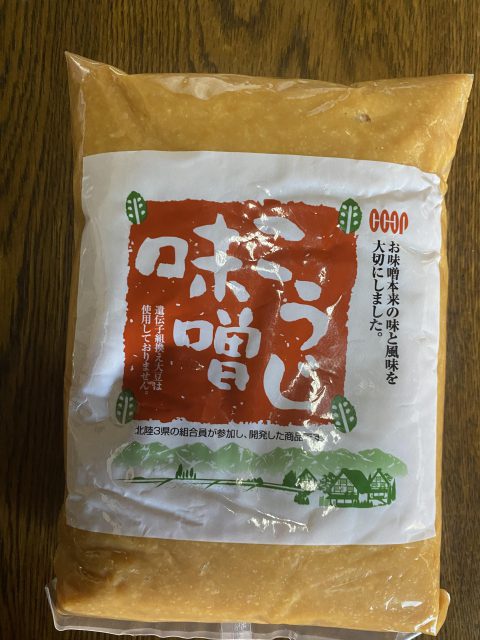 COOP
お味噌本来の味と風味を
大切にしました。
こうじ
味噌
遺伝子組換え大豆は
使用しておりません。
北陸3県の組合員が参加し、開発した商品です